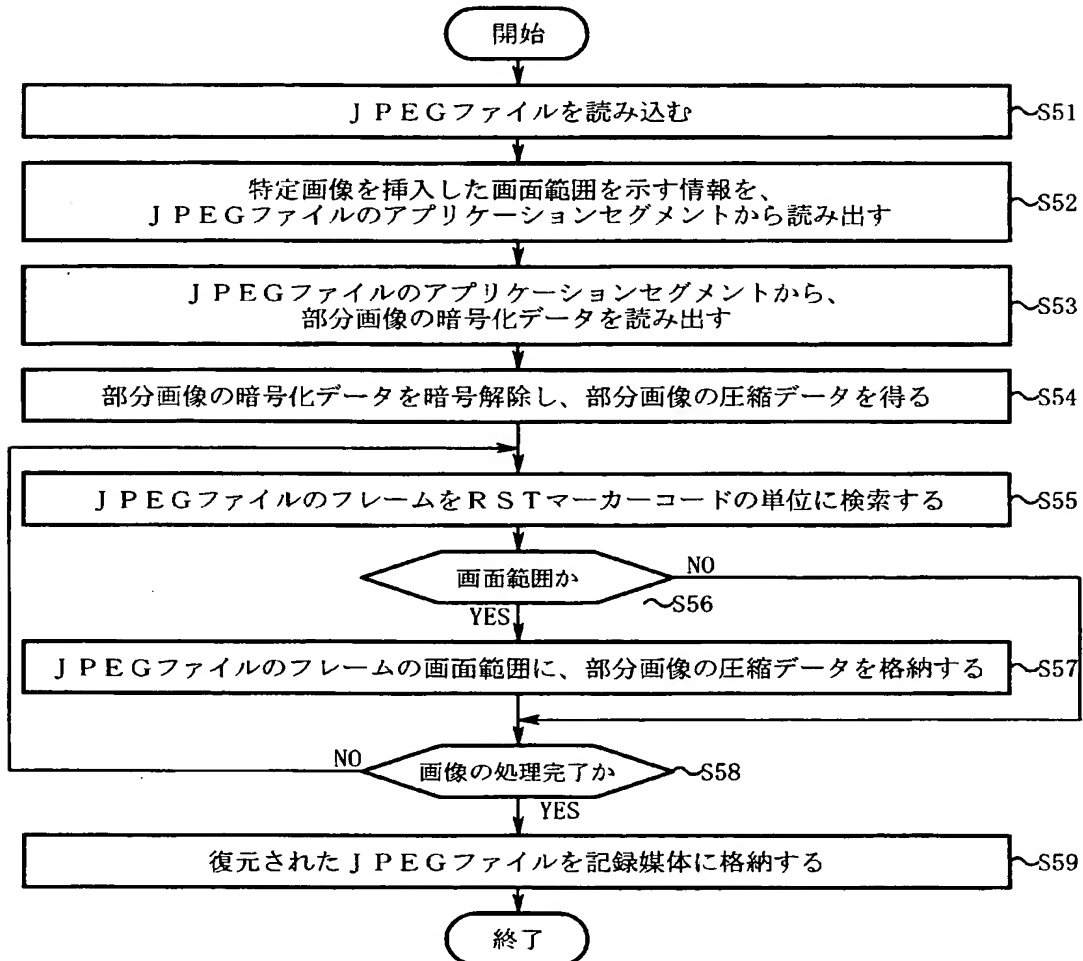 開始
JPEGファイルを読み込む
S51
特定画像を挿入した画面範囲を示す情報を、
JPEGファイルのアプリケーションセグメントから読み出す
S52
JPEGファイルのアプリケーションセグメントから、
部分画像の暗号化データを読み出す
S53
部分画像の暗号化データを暗号解除し、部分画像の圧縮データを得る
S54
JPEGファイルのフレームをRSTマーカーコードの単位に検索する
S55
画面範囲か
NO
S56
YES
JPEGファイルのフレームの画面範囲に、部分画像の圧縮データを格納する
S57
NO
画像の処理完了か
S58
YES
復元されたJPEGファイルを記録媒体に格納する
S59
終了